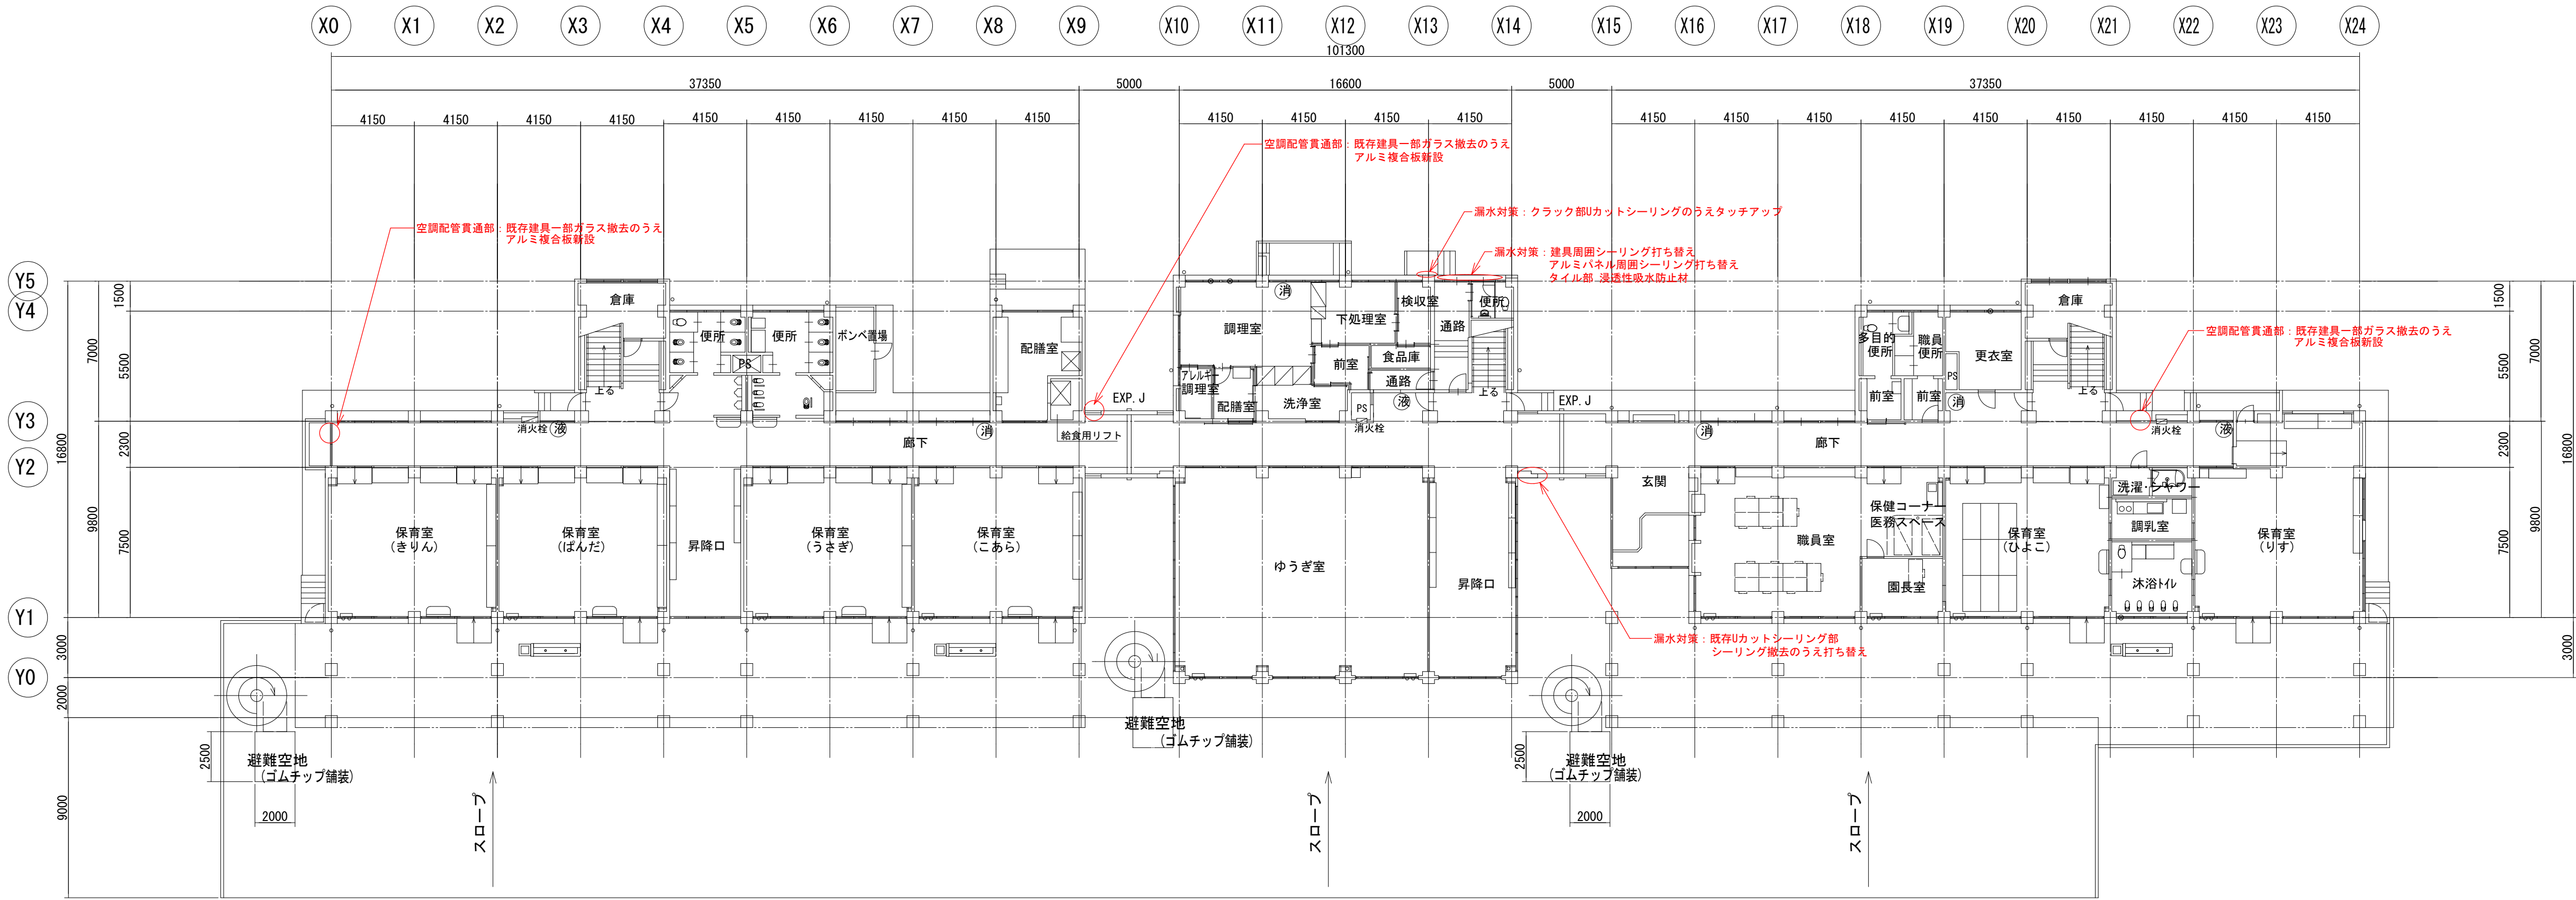 X0 X1 X2 X3 X4 X5 X6 X7 X8 X9 X10 X11 X12 X13 X14 X15 X16 X17 X18 X19 X20 X21 X22 X23 X24
101300
37350 5000 16600 5000 37350
4150 4150 4150 4150 4150 4150 4150 4150 4150 4150 4150 4150 4150 4150 4150 4150 4150 4150 4150 4150 4150 4150
空調配管貫通部：既存建具一部ガラス撤去のうえ
アルミ複合板新設
漏水対策：クラック部Uカットシーリングのうえタッチアップ
空調配管貫通部：既存建具一部ガラス撤去のうえ
アルミ複合板新設
漏水対策：建具周囲シーリング打ち替え
アルミパネル周囲シーリング打ち替え
タイル部 浸透性吸水防止材
空調配管貫通部：既存建具一部ガラス撤去のうえ
アルミ複合板新設
Y5
Y4
Y3
Y2
Y1
Y0
1500
5500
7000
2300
16800
9800
7500
3000
2000
9000
倉庫
上る
便所
便所
PS
ボンベ置場
配膳室
EXP.J
消火栓
液
消
給食用リフト
廊下
消
調理室
下処理室
検収室
便所
通路
食品庫
前室
通路
アレルギー
調理室
配膳室
洗浄室
PS
液
消火栓
上る
EXP.J
多目的
便所
職員
便所
更衣室
PS
前室
前室
消
倉庫
上る
消
廊下
消火栓
液
保育室
(きりん)
保育室
(ぱんだ)
昇降口
保育室
(うさぎ)
保育室
(こあら)
ゆうぎ室
昇降口
玄関
職員室
保健コーナー
医務スペース
園長室
保育室
(ひよこ)
洗濯・シャワー
調乳室
沐浴トイレ
保育室
(りす)
1500
5500
7000
2300
16800
9800
7500
3000
漏水対策：既存Uカットシーリング部
シーリング撤去のうえ打ち替え
避難空地
(ゴムチップ舗装)
2500
2000
避難空地
(ゴムチップ舗装)
避難空地
(ゴムチップ舗装)
2500
2000
スロープ
スロープ
スロープ